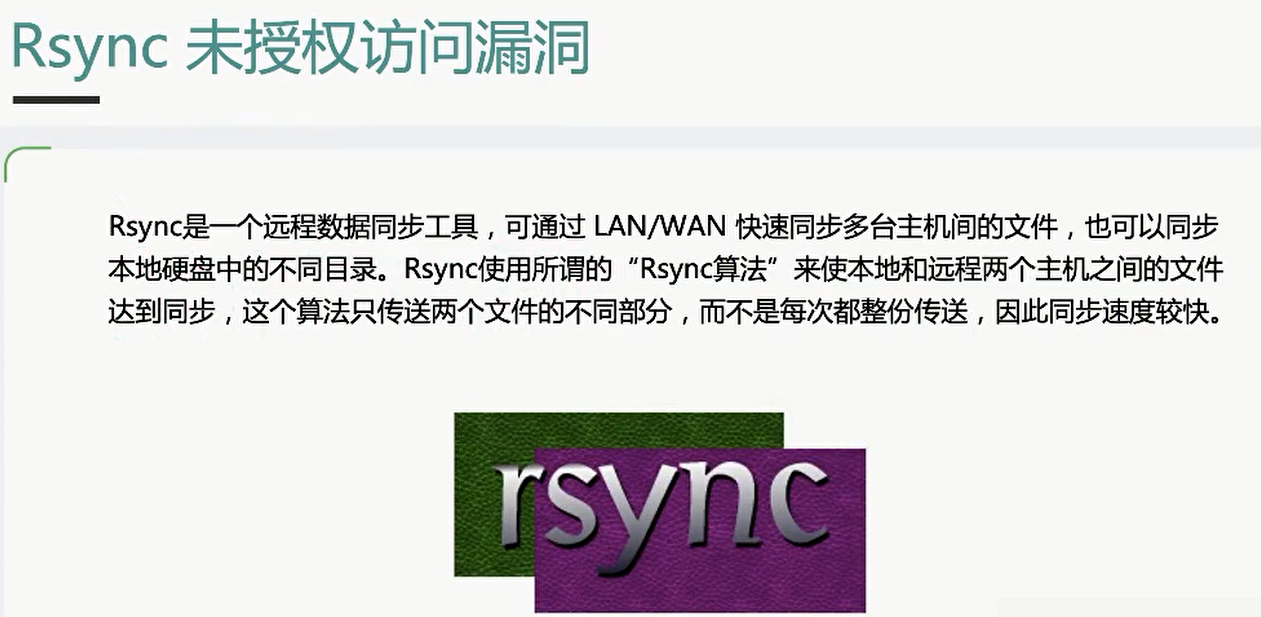 Rsync 未授权访问漏洞
Rsync是一个远程数据同步工具，可通过 LAN/WAN 快速同步多台主机间的文件，也可以同步
本地硬盘中的不同目录。Rsync使用所谓的“Rsync算法”来使本地和远程两个主机之间的文件
达到同步，这个算法只传送两个文件的不同部分，而不是每次都整份传送，因此同步速度较快。
rsync